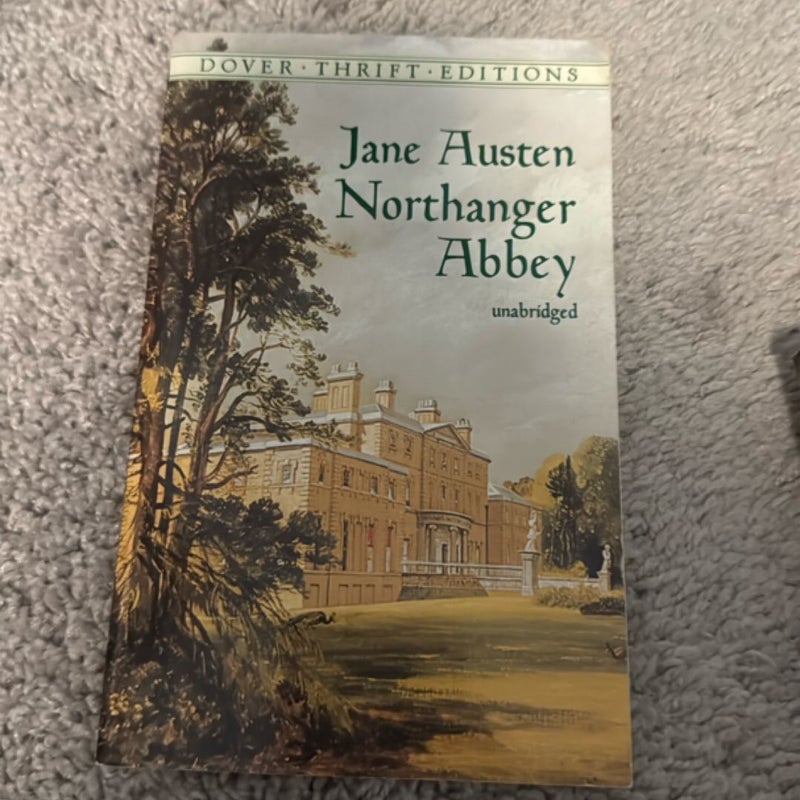 DOVER · THRIFT · EDITIONS
Jane Austen
Northanger
Abbey
unabridged